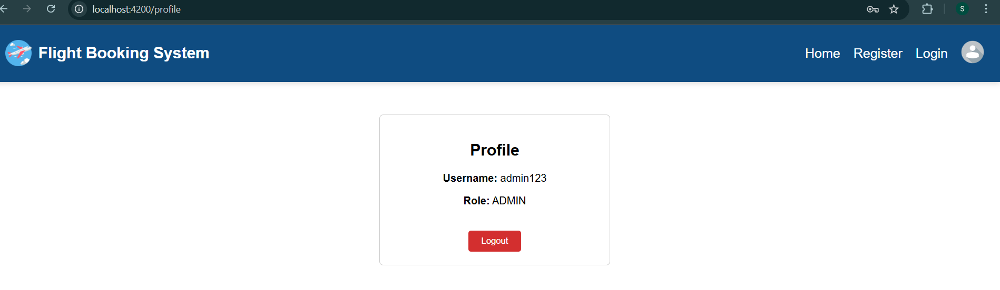 localhost:4200/profile
S
Flight Booking System
Home Register Login
Profile
Username: admin123
Role: ADMIN
Logout